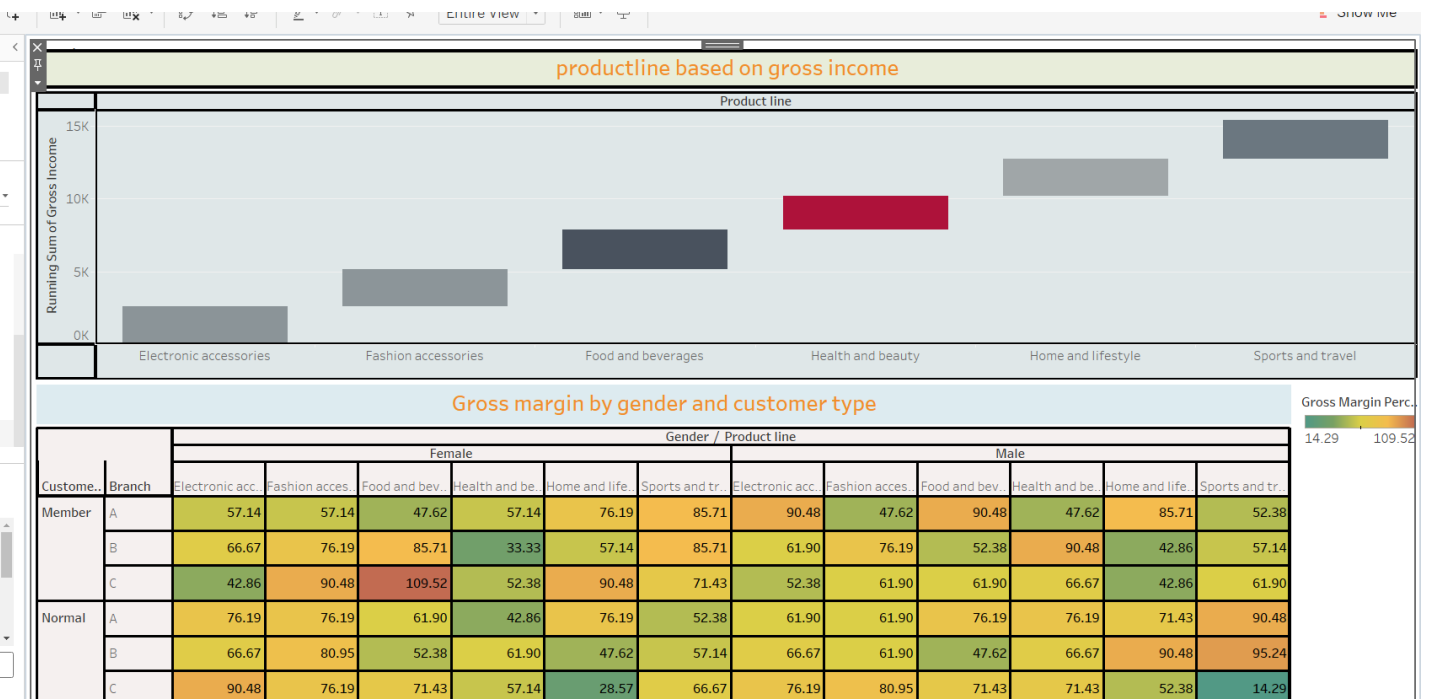 Entire View
Show Me
productline based on gross income
Product line
Running Sum of Gross Income
15K
10K
5K
0K
Electronic accessories Fashion accessories Food and beverages Health and beauty Home and lifestyle Sports and travel
Gross margin by gender and customer type
Gross Margin Perc..
14.29 109.52
Gender / Product line
Female Male
Custome.. Branch Electronic acc.. Fashion acces.. Food and bev.. Health and be.. Home and life.. Sports and tr.. Electronic acc.. Fashion acces.. Food and bev.. Health and be.. Home and life.. Sports and tr..
Member A 57.14 57.14 47.62 57.14 76.19 85.71 90.48 47.62 90.48 47.62 85.71 52.38
B 66.67 76.19 85.71 33.33 57.14 85.71 61.90 76.19 52.38 90.48 42.86 57.14
C 42.86 90.48 109.52 52.38 90.48 71.43 52.38 61.90 61.90 66.67 42.86 61.90
Normal A 76.19 76.19 61.90 42.86 76.19 52.38 61.90 61.90 76.19 76.19 71.43 90.48
B 66.67 80.95 52.38 61.90 47.62 57.14 66.67 61.90 47.62 66.67 90.48 95.24
C 90.48 76.19 71.43 57.14 28.57 66.67 76.19 80.95 71.43 71.43 52.38 14.29